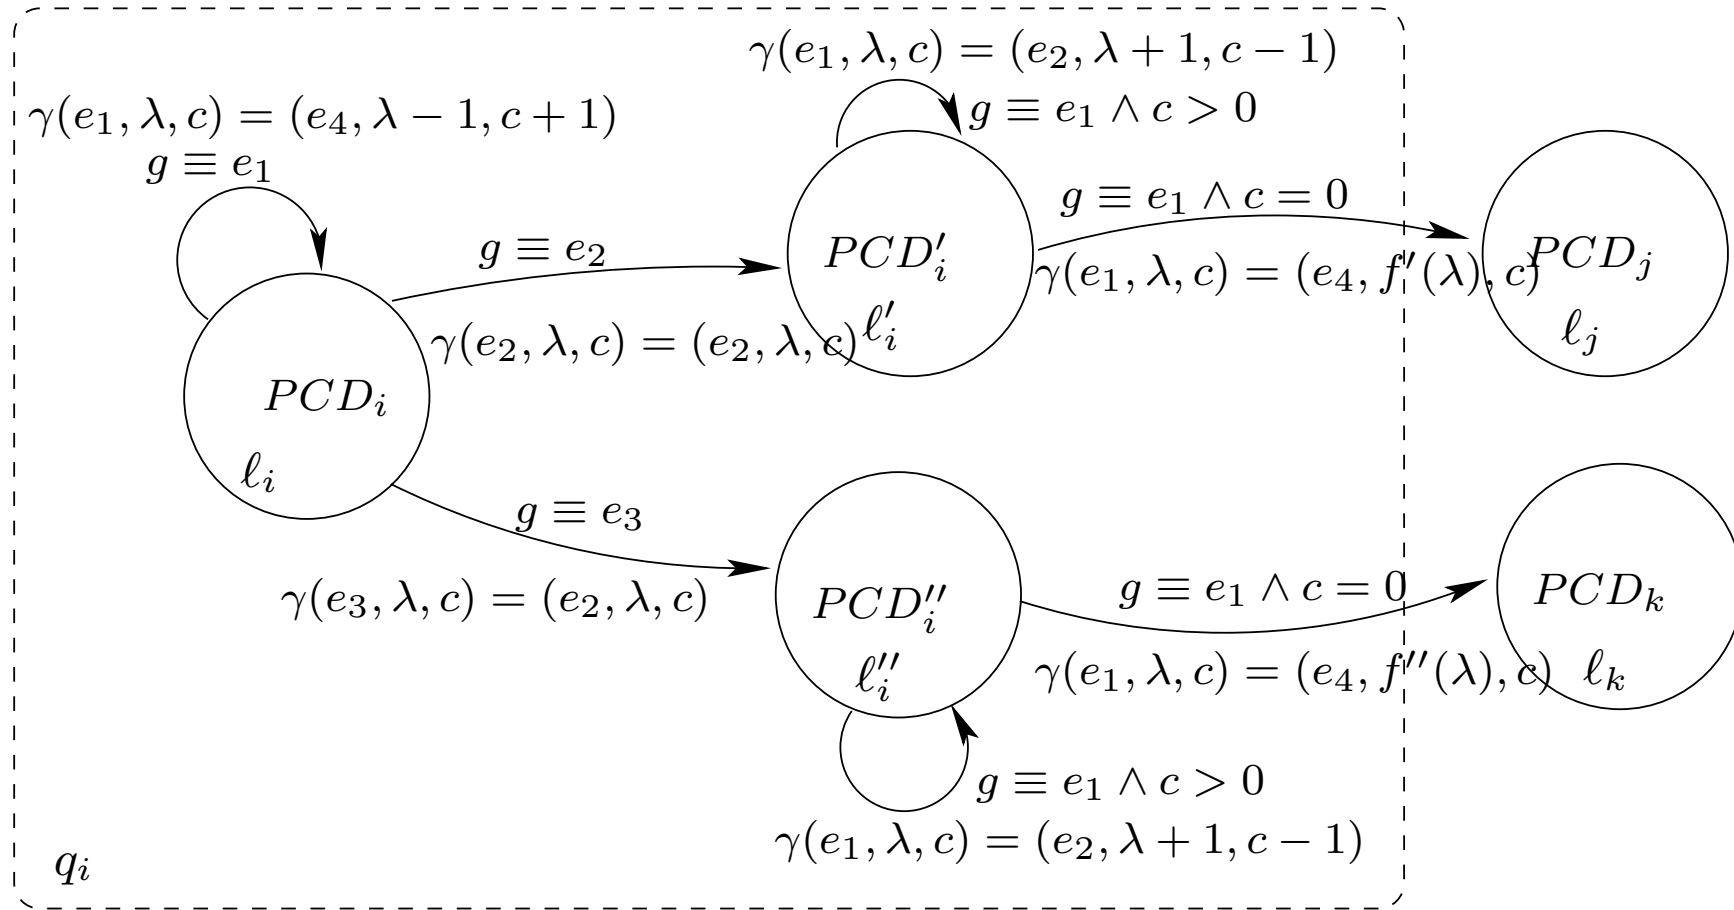 γ(e₁, λ, c) = (e₂, λ + 1, c − 1)
g ≡ e₁ ∧ c > 0
γ(e₁, λ, c) = (e₄, λ − 1, c + 1)
g ≡ e₁
g ≡ e₁ ∧ c = 0
g ≡ e₂
PCD′ᵢ
γ(e₁, λ, c) = (e₄, f′(λ), c)
PCDⱼ
γ(e₂, λ, c) = (e₂, λ, c)
ℓ′ᵢ
ℓⱼ
PCDᵢ
ℓᵢ
g ≡ e₃
γ(e₃, λ, c) = (e₂, λ, c)
PCD″ᵢ
g ≡ e₁ ∧ c = 0
PCDₖ
ℓ″ᵢ
γ(e₁, λ, c) = (e₄, f″(λ), c)
ℓₖ
g ≡ e₁ ∧ c > 0
γ(e₁, λ, c) = (e₂, λ + 1, c − 1)
qᵢ